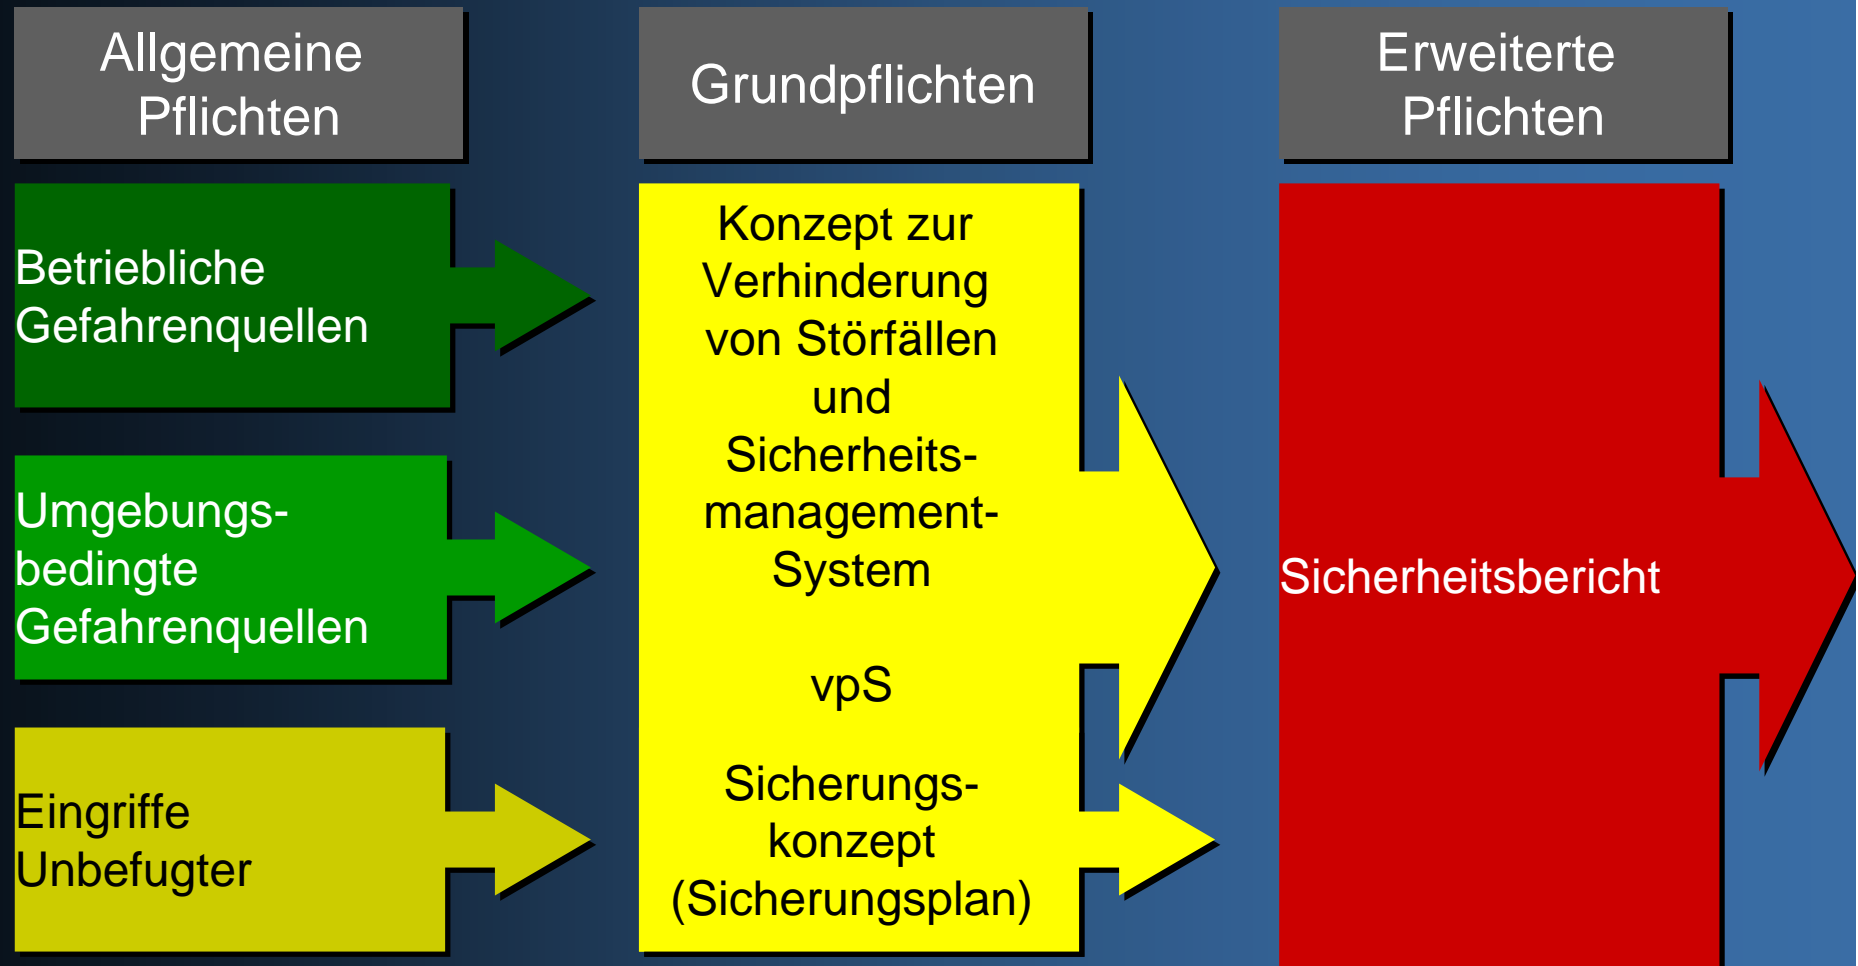 Allgemeine
Pflichten
Grundpflichten
Erweiterte
Pflichten
Betriebliche
Gefahrenquellen
Umgebungs-
bedingte
Gefahrenquellen
Eingriffe
Unbefugter
Konzept zur
Verhinderung
von Störfällen
und
Sicherheits-
management-
System
vpS
Sicherungs-
konzept
(Sicherungsplan)
Sicherheitsbericht